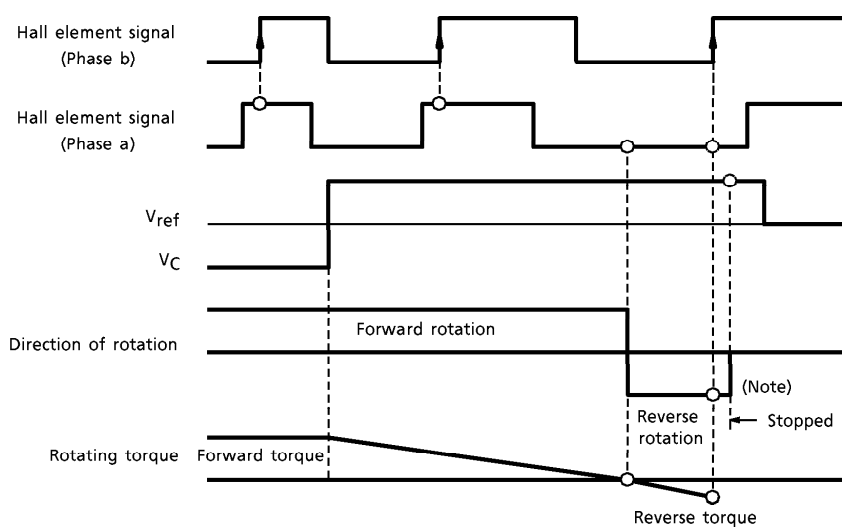 Hall element signal
(Phase b)
Hall element signal
(Phase a)
Vref
VC
Forward rotation
Direction of rotation
(Note)
Reverse
rotation
Stopped
Rotating torque
Forward torque
Reverse torque